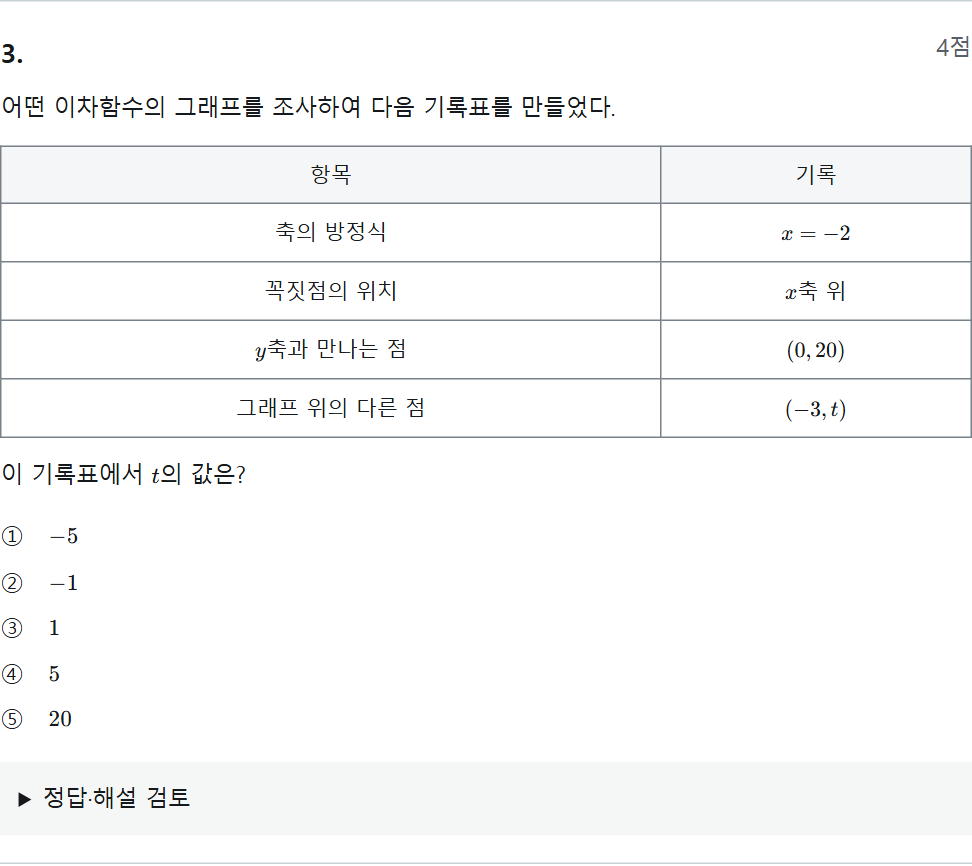 3.
4점
어떤 이차함수의 그래프를 조사하여 다음 기록표를 만들었다.
항목 기록
축의 방정식 x = −2
꼭짓점의 위치 x축 위
y축과 만나는 점 (0, 20)
그래프 위의 다른 점 (−3, t)
이 기록표에서 t의 값은?
① −5
② −1
③ 1
④ 5
⑤ 20
▶ 정답·해설 검토